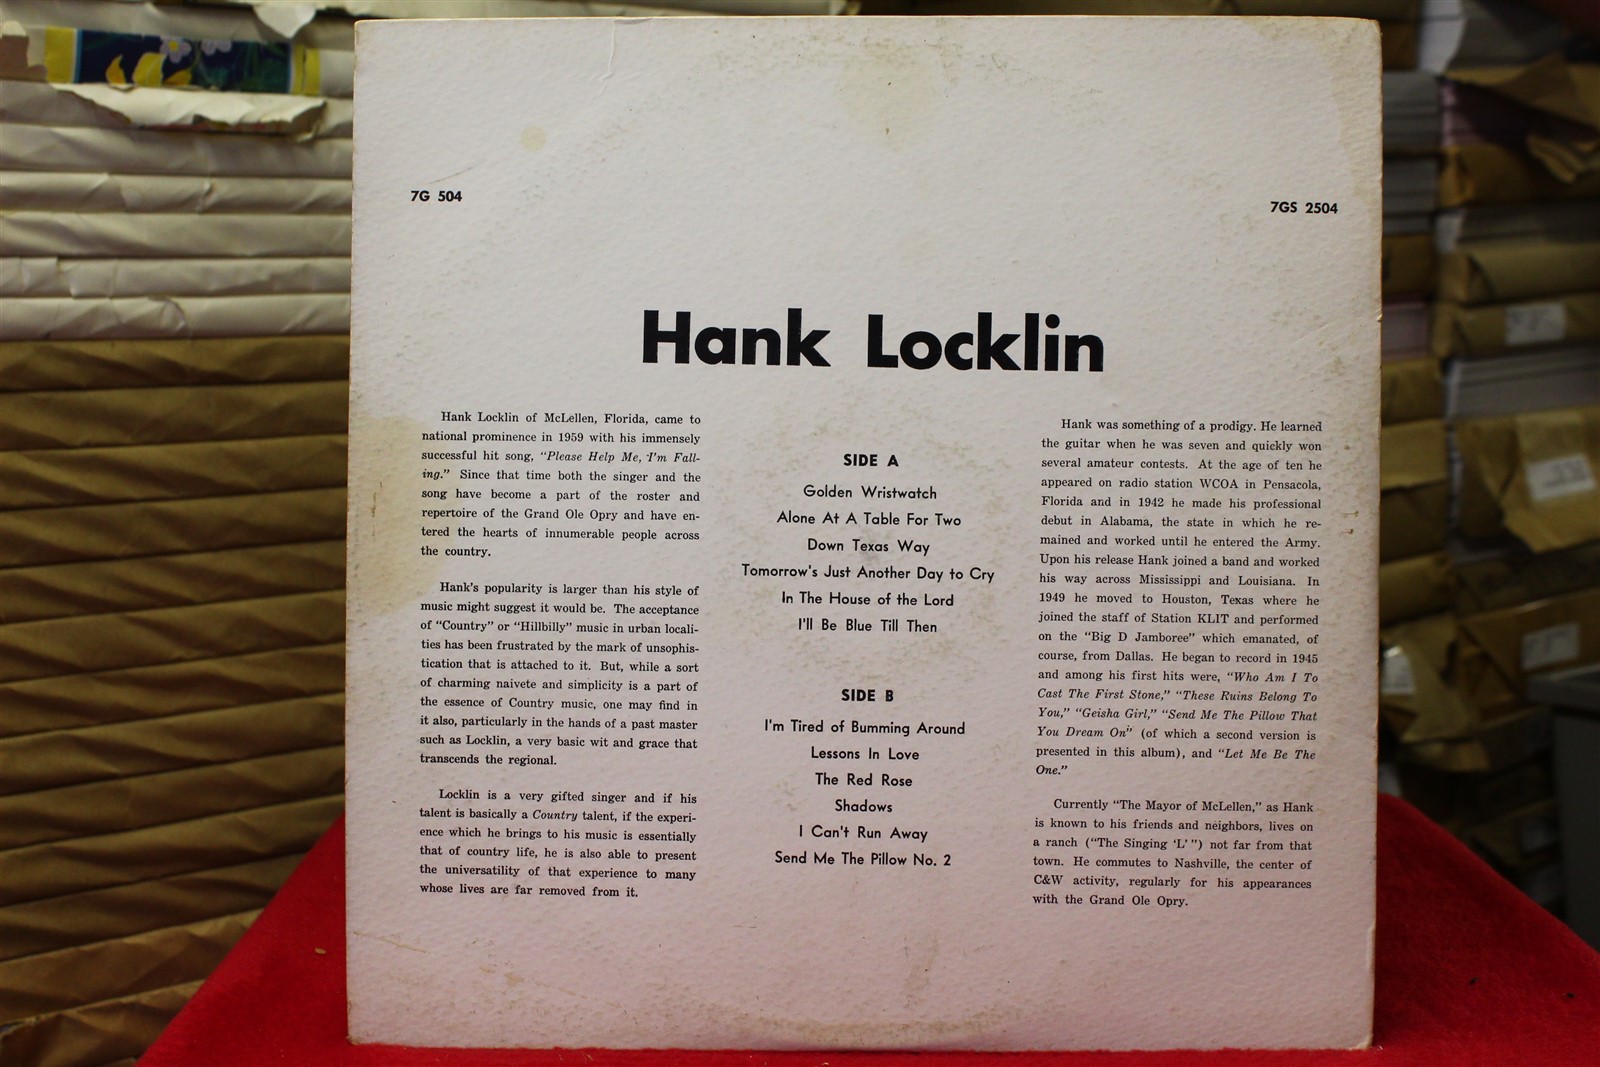 7G 504
7GS 2504
Hank Locklin
Hank Locklin of McLellen, Florida, came to
national prominence in 1959 with his immensely
successful hit song, “Please Help Me, I’m Fall-
ing.” Since that time both the singer and the
song have become a part of the roster and
repertoire of the Grand Ole Opry and have en-
tered the hearts of innumerable people across
the country.
Hank’s popularity is larger than his style of
music might suggest it would be. The acceptance
of “Country” or “Hillbilly” music in urban locali-
ties has been frustrated by the mark of unsophis-
tication that is attached to it. But, while a sort
of charming naivete and simplicity is a part of
the essence of Country music, one may find in
it also, particularly in the hands of a past master
such as Locklin, a very basic wit and grace that
transcends the regional.
Locklin is a very gifted singer and if his
talent is basically a Country talent, if the experi-
ence which he brings to his music is essentially
that of country life, he is also able to present
the universatility of that experience to many
whose lives are far removed from it.
SIDE A
Golden Wristwatch
Alone At A Table For Two
Down Texas Way
Tomorrow's Just Another Day to Cry
In The House of the Lord
I'll Be Blue Till Then
SIDE B
I'm Tired of Bumming Around
Lessons In Love
The Red Rose
Shadows
I Can't Run Away
Send Me The Pillow No. 2
Hank was something of a prodigy. He learned
the guitar when he was seven and quickly won
several amateur contests. At the age of ten he
appeared on radio station WCOA in Pensacola,
Florida and in 1942 he made his professional
debut in Alabama, the state in which he re-
mained and worked until he entered the Army.
Upon his release Hank joined a band and worked
his way across Mississippi and Louisiana. In
1949 he moved to Houston, Texas where he
joined the staff of Station KLIT and performed
on the “Big D Jamboree” which emanated, of
course, from Dallas. He began to record in 1945
and among his first hits were, “Who Am I To
Cast The First Stone,” “These Ruins Belong To
You,” “Geisha Girl,” “Send Me The Pillow That
You Dream On” (of which a second version is
presented in this album), and “Let Me Be The
One.”
Currently “The Mayor of McLellen,” as Hank
is known to his friends and neighbors, lives on
a ranch (“The Singing ‘L’ ”) not far from that
town. He commutes to Nashville, the center of
C&W activity, regularly for his appearances
with the Grand Ole Opry.